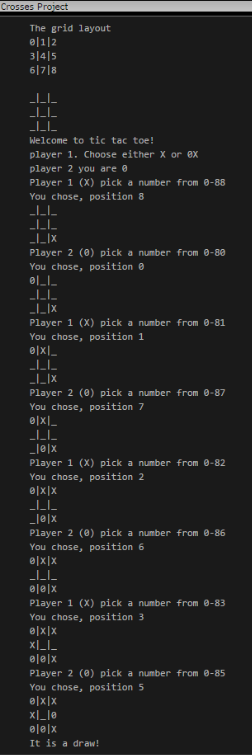 Crosses Project
The grid layout
0|1|2
3|4|5
6|7|8
_|_|_
_|_|_
_|_|_
Welcome to tic tac toe!
player 1. Choose either X or 0X
player 2 you are 0
Player 1 (X) pick a number from 0-88
You chose, position 8
_|_|_
_|_|_
_|_|X
Player 2 (0) pick a number from 0-80
You chose, position 0
0|_|_
_|_|_
_|_|X
Player 1 (X) pick a number from 0-81
You chose, position 1
0|X|_
_|_|_
_|_|X
Player 2 (0) pick a number from 0-87
You chose, position 7
0|X|_
_|_|_
_|0|X
Player 1 (X) pick a number from 0-82
You chose, position 2
0|X|X
_|_|_
_|0|X
Player 2 (0) pick a number from 0-86
You chose, position 6
0|X|X
_|_|_
0|0|X
Player 1 (X) pick a number from 0-83
You chose, position 3
0|X|X
X|_|_
0|0|X
Player 2 (0) pick a number from 0-85
You chose, position 5
0|X|X
X|_|0
0|0|X
It is a draw!